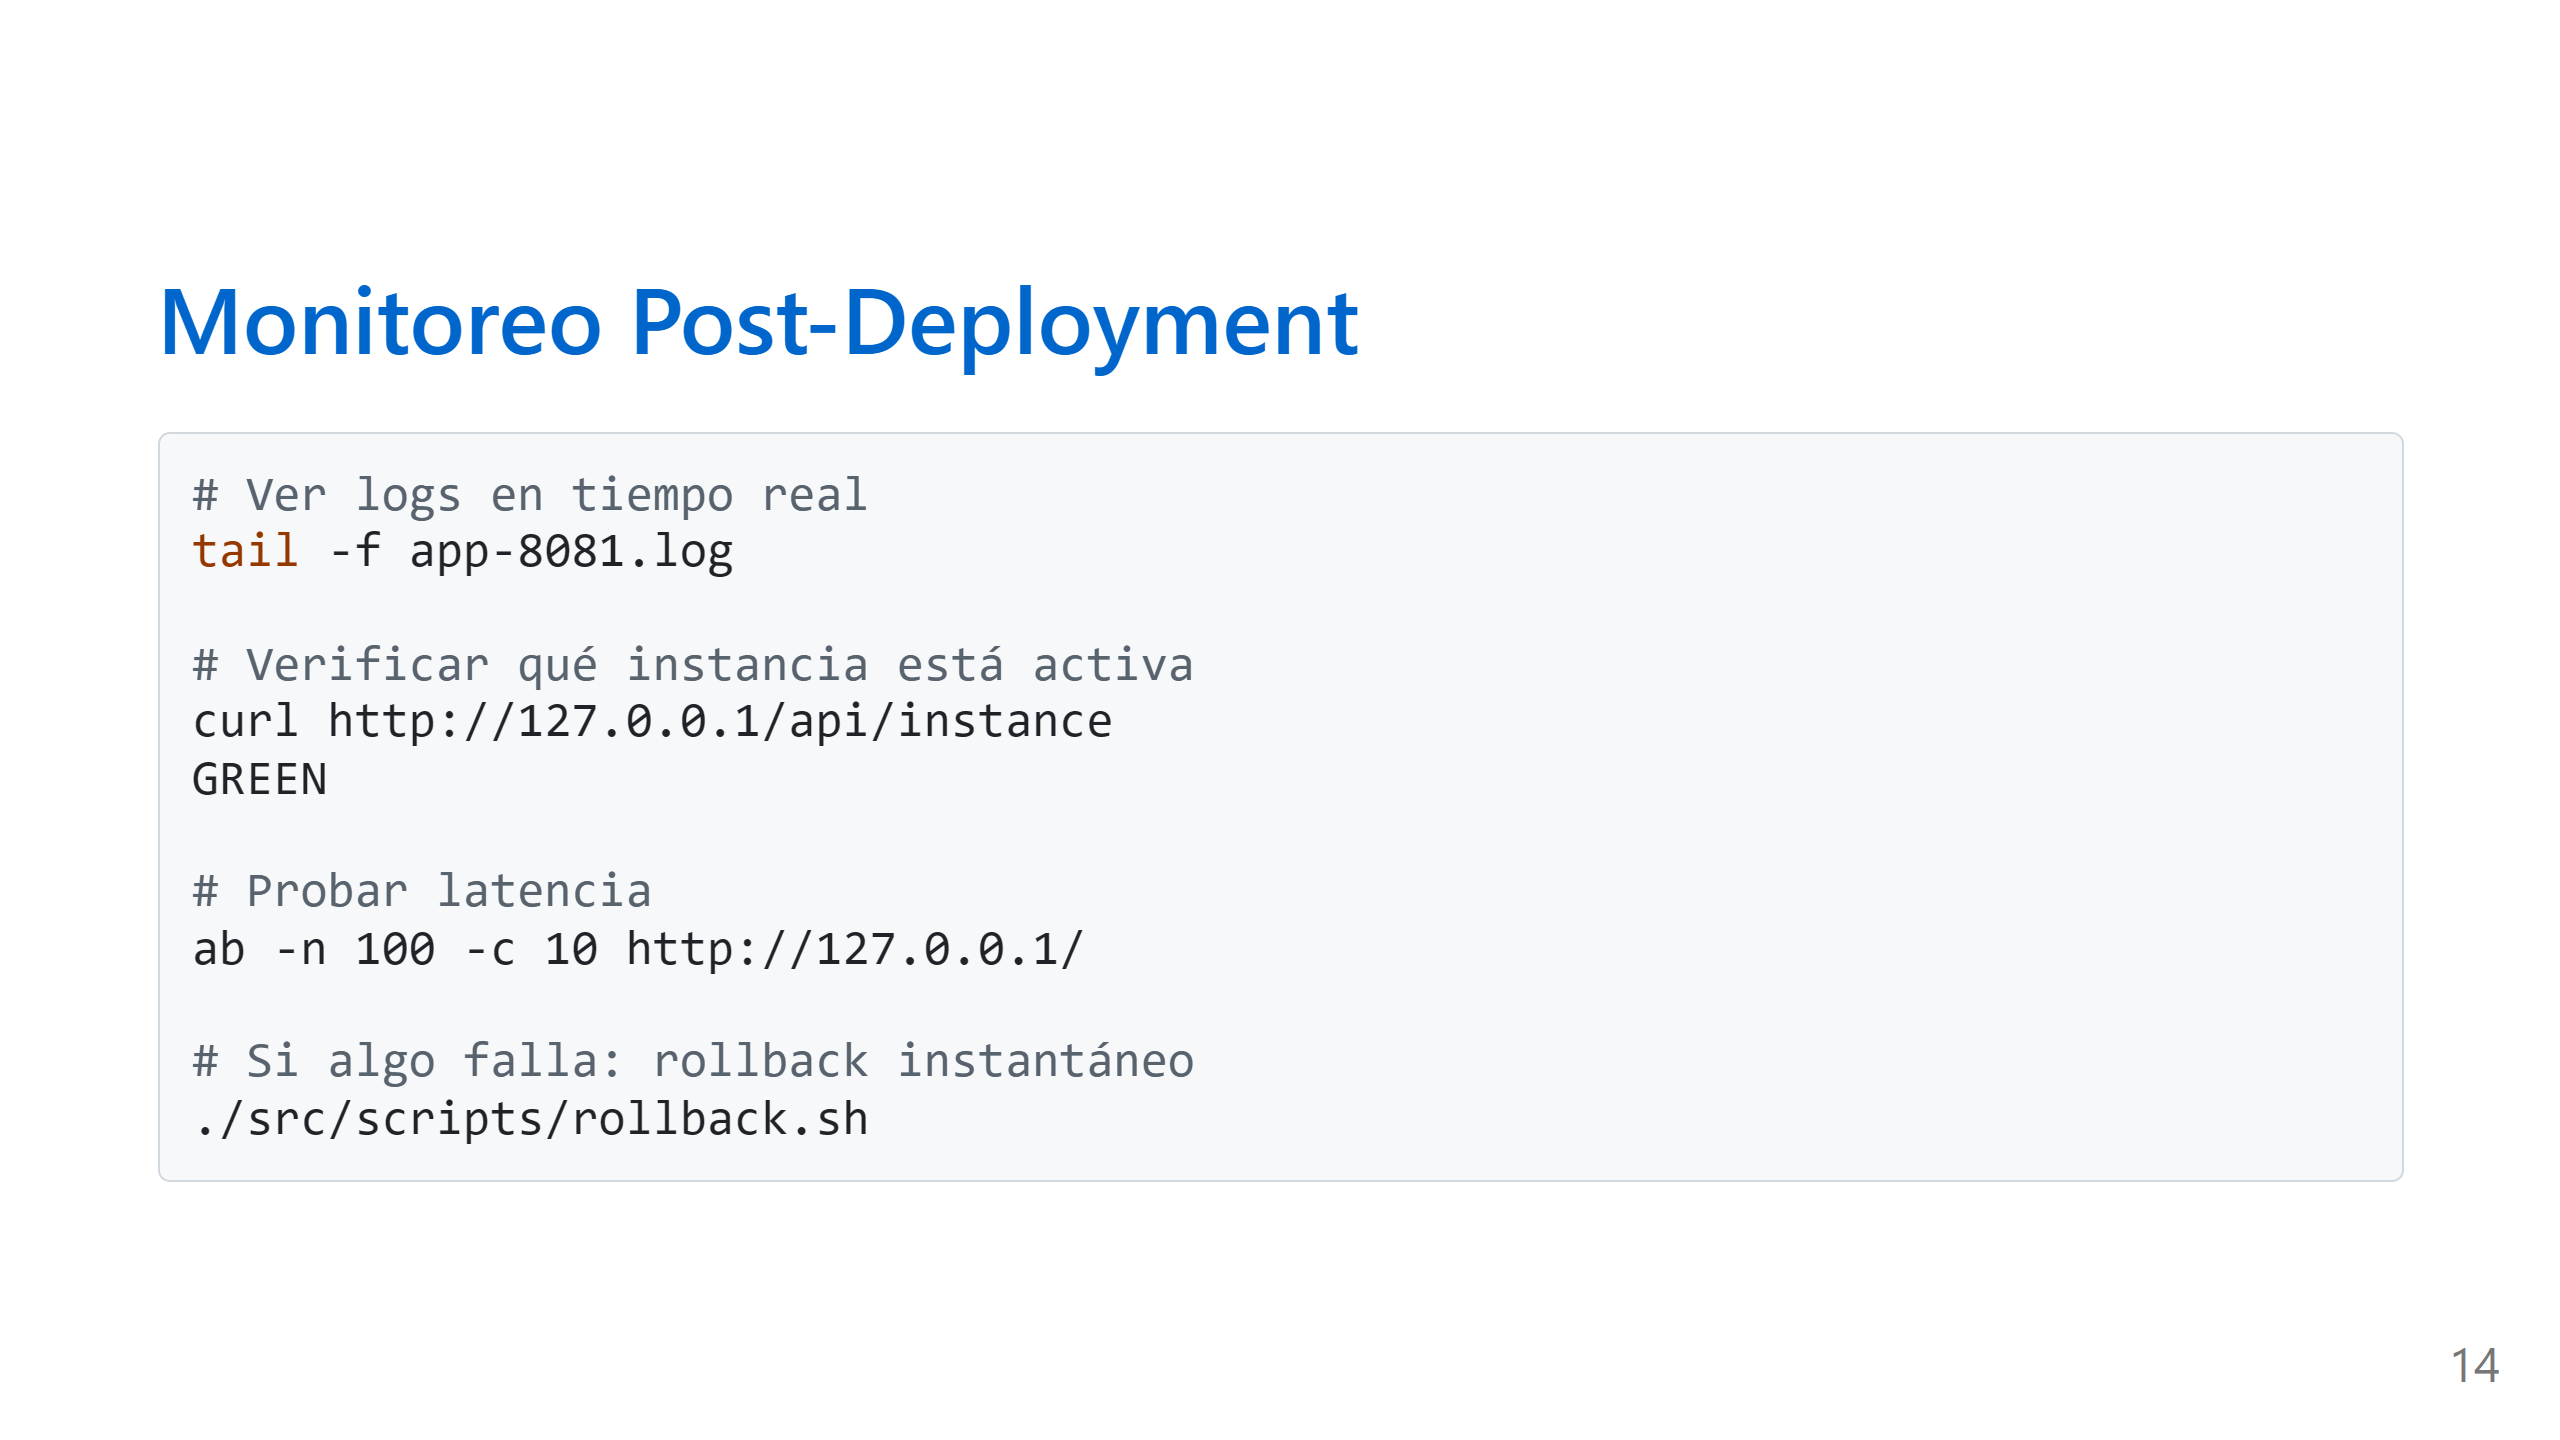 Monitoreo Post-Deployment
# Ver logs en tiempo real
tail -f app-8081.log
# Verificar qué instancia está activa
curl http://127.0.0.1/api/instance
GREEN
# Probar latencia
ab -n 100 -c 10 http://127.0.0.1/
# Si algo falla: rollback instantáneo
./src/scripts/rollback.sh
14